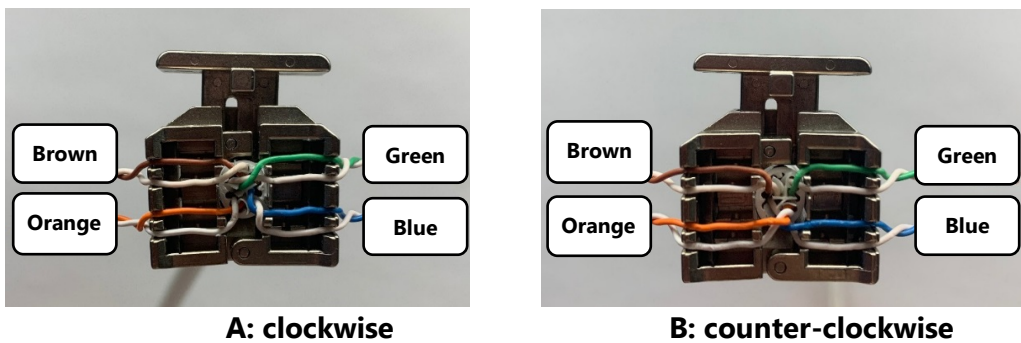 Brown
Green
Orange
Blue
A: clockwise
Brown
Green
Orange
Blue
B: counter-clockwise